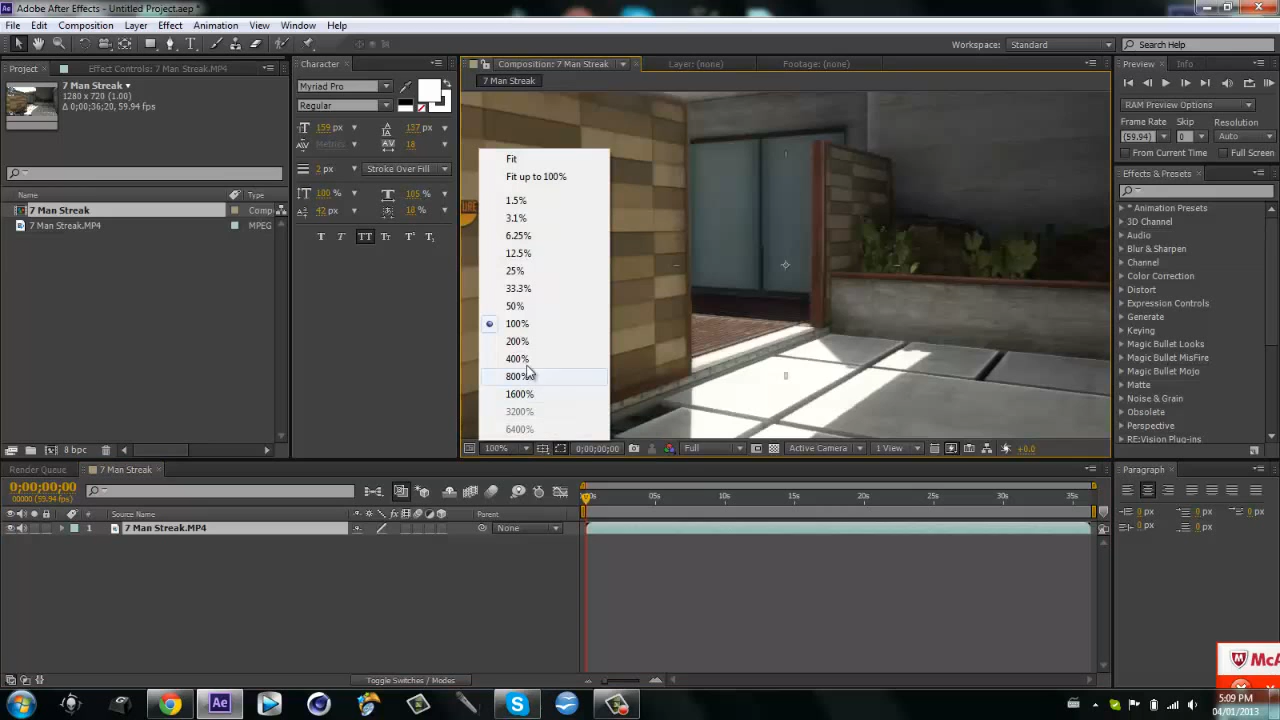 Adobe After Effects - Untitled Project.aep *
File Edit Composition Layer Effect Animation View Window Help
Workspace: Standard
Search Help
Project
Effect Controls: 7 Man Streak.MP4
7 Man Streak
1280 x 720 (1.00)
Δ 0;00;36;20, 59.94 fps
Name Type
7 Man Streak Comp
7 Man Streak.MP4 MPEG
8 bpc
Character
Myriad Pro
Regular
159 px 137 px
Metrics 18
2 px Stroke Over Fill
100 % 105 %
42 px 18 %
Composition: 7 Man Streak
Layer: (none)
Footage: (none)
7 Man Streak
Fit
Fit up to 100%
1.5%
3.1%
6.25%
12.5%
25%
33.3%
50%
100%
200%
400%
800%
1600%
3200%
6400%
100% 0;00;00;00 Full Active Camera 1 View +0.0
Preview Info
RAM Preview Options
Frame Rate Skip Resolution
(59.94) 0 Auto
From Current Time Full Screen
Effects & Presets
* Animation Presets
3D Channel
Audio
Blur & Sharpen
Channel
Color Correction
Distort
Expression Controls
Generate
Keying
Magic Bullet Looks
Magic Bullet MisFire
Magic Bullet Mojo
Matte
Noise & Grain
Obsolete
Perspective
RE:Vision Plug-ins
Render Queue
7 Man Streak
0;00;00;00
00000 (59.94 fps)
Source Name Parent
1 7 Man Streak.MP4 None
05s 10s 15s 20s 25s 30s 35s
Toggle Switches / Modes
Paragraph
0 px 0 px 0 px
0 px 0 px
McA
Ae
5:09 PM
04/01/2013